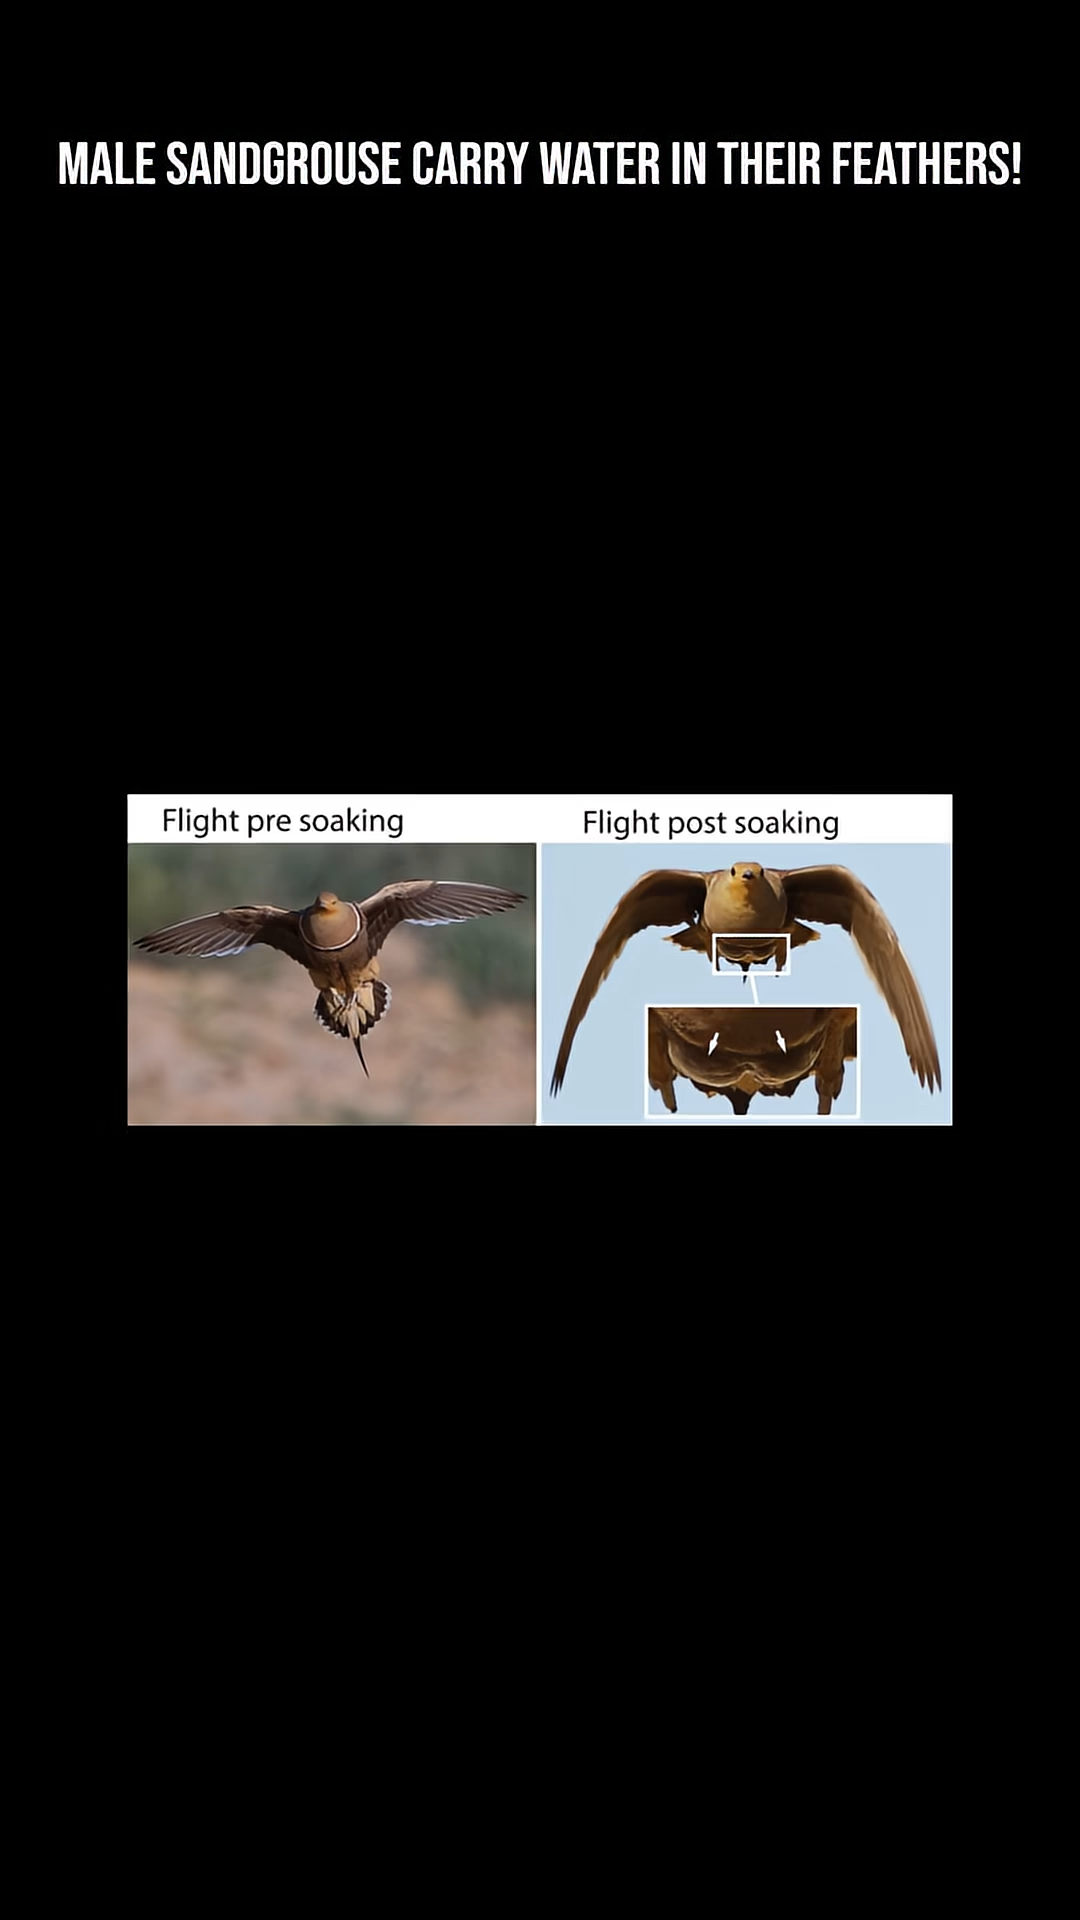 MALE SANDGROUSE CARRY WATER IN THEIR FEATHERS!
Flight pre soaking
Flight post soaking